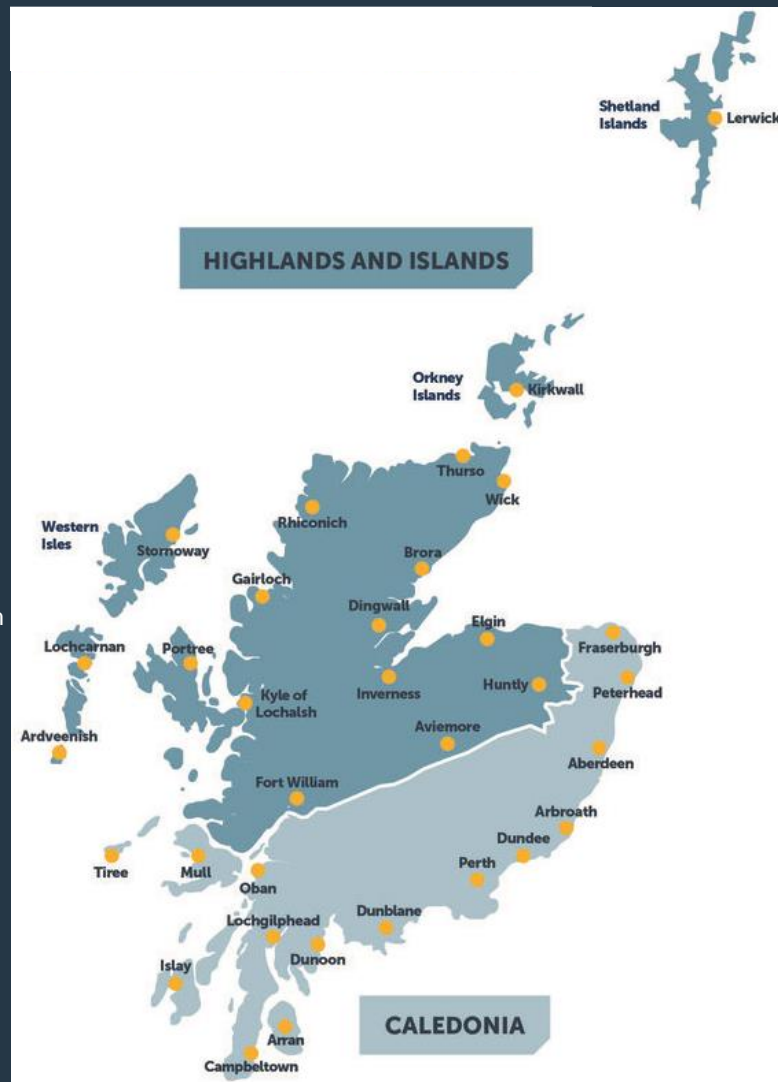 Shetland
Islands
Lerwick
HIGHLANDS AND ISLANDS
Orkney
Islands
Kirkwall
Thurso
Wick
Rhiconich
Western
Isles
Stornoway
Brora
Gairloch
Dingwall
Elgin
Fraserburgh
Lochcarnan
Portree
Inverness
Huntly
Peterhead
Kyle of
Lochalsh
Ardveenish
Aviemore
Aberdeen
Fort William
Arbroath
Dundee
Tiree
Mull
Oban
Perth
Dunblane
Lochgilphead
Dunoon
Islay
CALEDONIA
Arran
Campbeltown